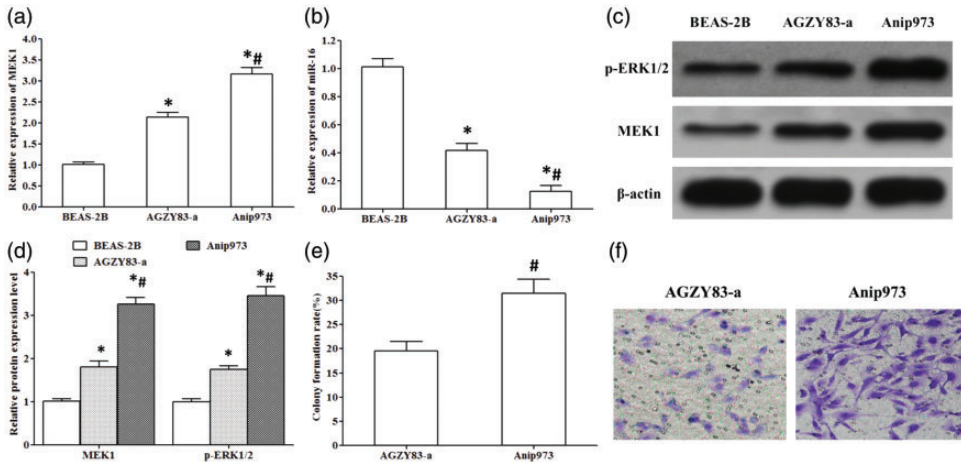 (a)
Relative expression of MEK1
4.0
3.5
3.0
2.5
2.0
1.5
1.0
0.5
*
*#
BEAS-2B AGZY83-a Anip973
(b)
Relative expression of miR-16
1.2
1.0
0.8
0.6
0.4
0.2
0.0
*
*#
BEAS-2B AGZY83-a Anip973
(c)
BEAS-2B AGZY83-a Anip973
p-ERK1/2
MEK1
β-actin
(d)
BEAS-2B Anip973
AGZY83-a
Relative protein expression level
4
3
2
1
0
* *# * *#
MEK1 p-ERK1/2
(e)
Colony formation rate(%)
35
30
25
20
15
10
5
0
#
AGZY83-a Anip973
(f)
AGZY83-a Anip973